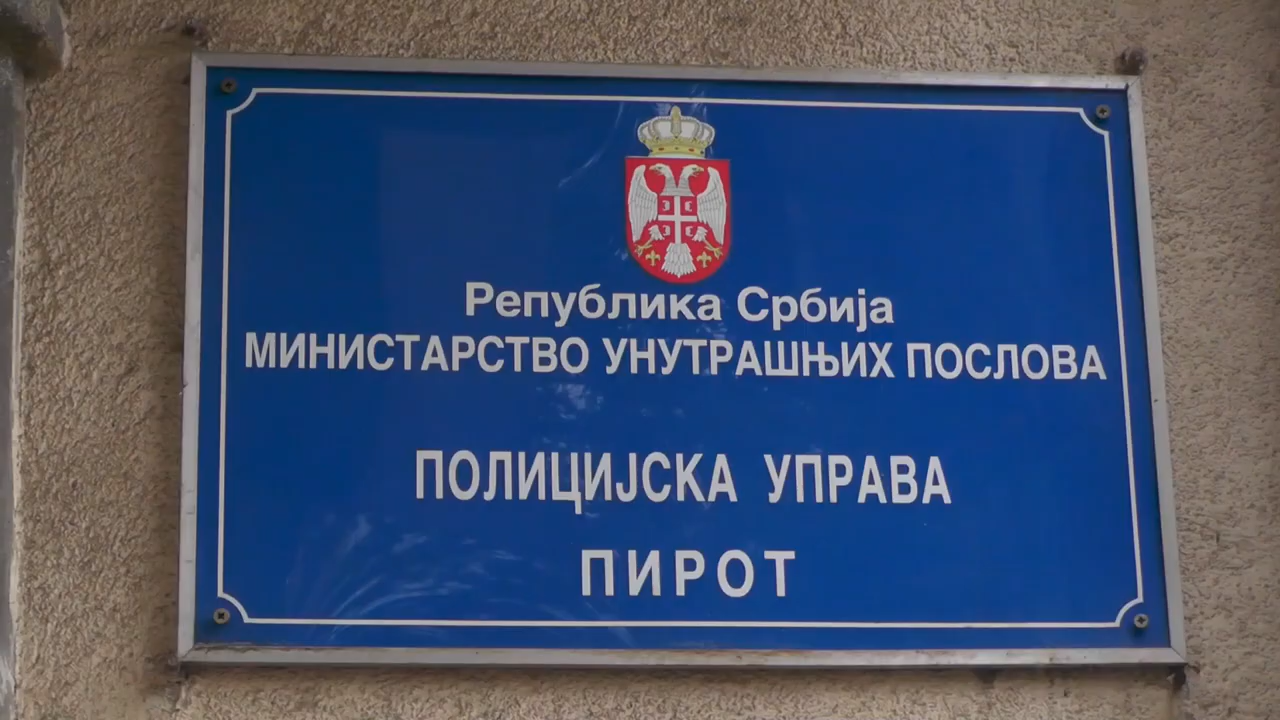 Република Србија
МИНИСТАРСТВО УНУТРАШЊИХ ПОСЛОВА
ПОЛИЦИЈСКА УПРАВА
ПИРОТ